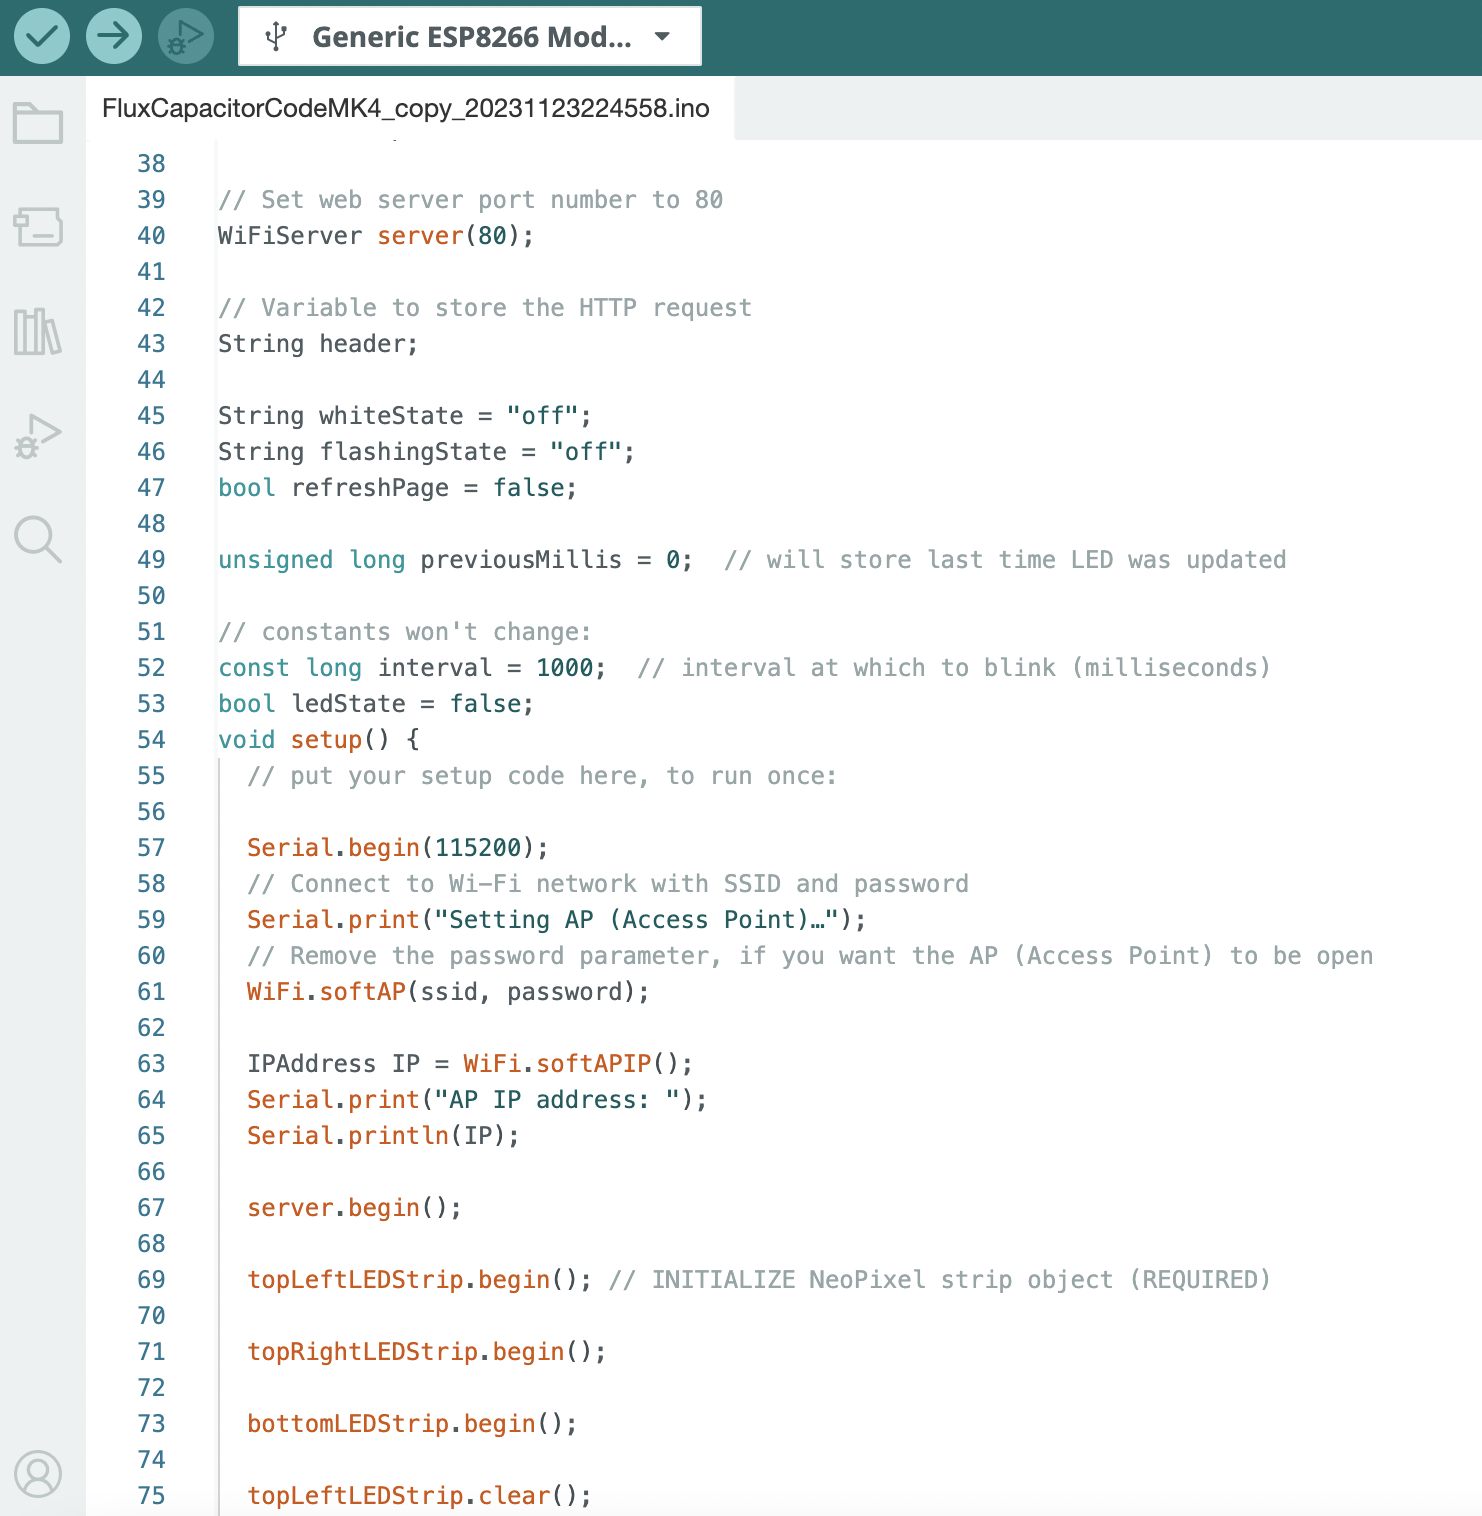 Generic ESP8266 Mod...
FluxCapacitorCodeMK4_copy_20231123224558.ino
38
39 // Set web server port number to 80
40 WiFiServer server(80);
41
42 // Variable to store the HTTP request
43 String header;
44
45 String whiteState = "off";
46 String flashingState = "off";
47 bool refreshPage = false;
48
49 unsigned long previousMillis = 0;  // will store last time LED was updated
50
51 // constants won't change:
52 const long interval = 1000;  // interval at which to blink (milliseconds)
53 bool ledState = false;
54 void setup() {
55   // put your setup code here, to run once:
56
57   Serial.begin(115200);
58   // Connect to Wi-Fi network with SSID and password
59   Serial.print("Setting AP (Access Point)…");
60   // Remove the password parameter, if you want the AP (Access Point) to be open
61   WiFi.softAP(ssid, password);
62
63   IPAddress IP = WiFi.softAPIP();
64   Serial.print("AP IP address: ");
65   Serial.println(IP);
66
67   server.begin();
68
69   topLeftLEDStrip.begin(); // INITIALIZE NeoPixel strip object (REQUIRED)
70
71   topRightLEDStrip.begin();
72
73   bottomLEDStrip.begin();
74
75   topLeftLEDStrip.clear();